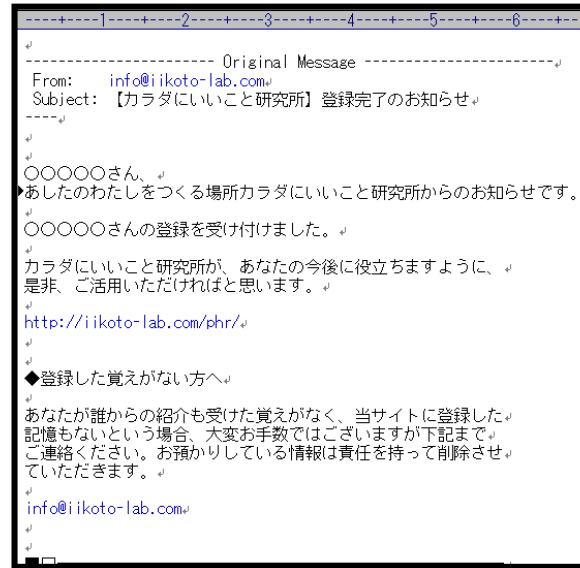 ----+----1----+----2----+----3----+----4----+----5----+----6----+--
----------------------- Original Message -----------------------
From: info@iikoto-lab.com
Subject: 【カラダにいいこと研究所】登録完了のお知らせ
----
○○○○○さん、
あしたのわたしをつくる場所カラダにいいこと研究所からのお知らせです。
○○○○○さんの登録を受け付けました。
カラダにいいこと研究所が、あなたの今後に役立ちますように、
是非、ご活用いただければと思います。
http://iikoto-lab.com/phr/
◆登録した覚えがない方へ
あなたが誰からの紹介も受けた覚えがなく、当サイトに登録した
記憶もないという場合、大変お手数ではございますが下記まで
ご連絡ください。お預かりしている情報は責任を持って削除させ
ていただきます。
info@iikoto-lab.com
■□